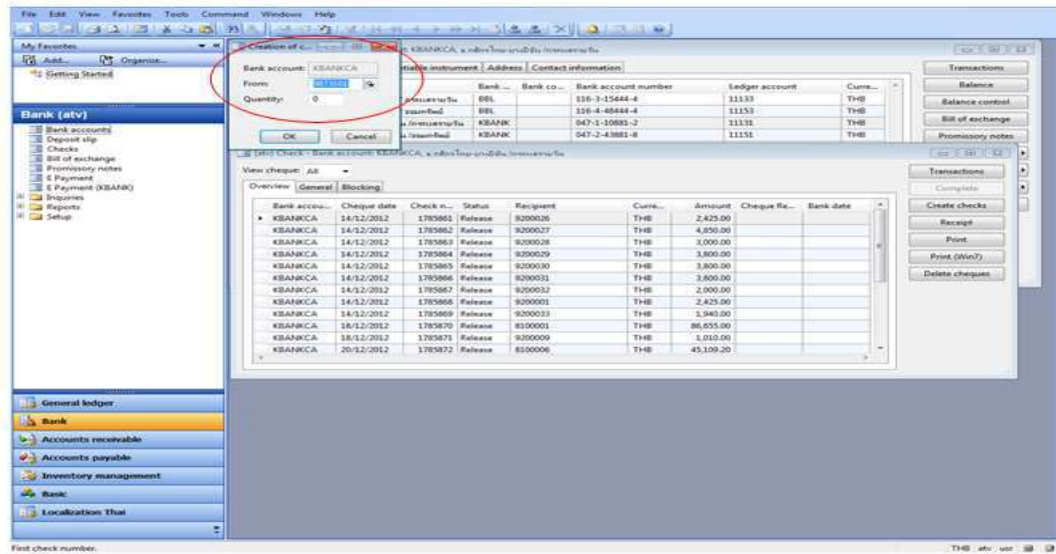 File Edit View Favorites Tools Command Windows Help
My Favorites
Add... Organize...
Getting Started
Bank (atv)
Bank accounts
Deposit slip
Checks
Bill of exchange
Promissory notes
E Payment
E Payment (KBANK)
Inquiries
Reports
Setup
General ledger
Bank
Accounts receivable
Accounts payable
Inventory management
Basic
Localization Thai
Creation of c...
Bank account: KBANKCA
From:
Quantity: 0
OK Cancel
KBANKCA,
instrument Address Contact information
Bank ... Bank co... Bank account number Ledger account Curre...
BBL 116-3-15444-4 11133 THB
BBL 116-4-48444-4 11153 THB
KBANK 047-1-10881-2 11131 THB
KBANK 047-2-43881-8 11151 THB
Transactions
Balance
Balance control
Bill of exchange
Promissory notes
(atv) Check - Bank account: KBANKCA,
View cheque: All
Overview General Blocking
Bank accou... Cheque date Check n... Status Recipient Curre... Amount Cheque Re... Bank date
KBANKCA 14/12/2012 1785861 Release 9200026 THB 2,425.00
KBANKCA 14/12/2012 1785862 Release 9200027 THB 4,850.00
KBANKCA 14/12/2012 1785863 Release 9200028 THB 3,000.00
KBANKCA 14/12/2012 1785864 Release 9200029 THB 3,800.00
KBANKCA 14/12/2012 1785865 Release 9200030 THB 3,800.00
KBANKCA 14/12/2012 1785866 Release 9200031 THB 3,600.00
KBANKCA 14/12/2012 1785867 Release 9200032 THB 2,000.00
KBANKCA 14/12/2012 1785868 Release 9200001 THB 2,425.00
KBANKCA 14/12/2012 1785869 Release 9200033 THB 1,940.00
KBANKCA 18/12/2012 1785870 Release 8100001 THB 86,655.00
KBANKCA 18/12/2012 1785871 Release 9200009 THB 1,010.00
KBANKCA 20/12/2012 1785872 Release 8100006 THB 45,109.20
Transactions
Complete
Create checks
Receipt
Print
Print (Win7)
Delete cheques
First check number.
THB atv usr